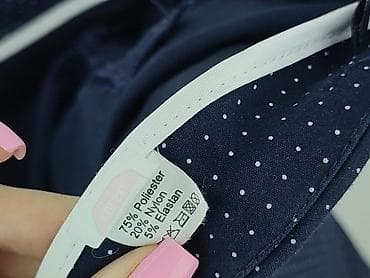 75% Poliester
20% Nylon
5% Elastan